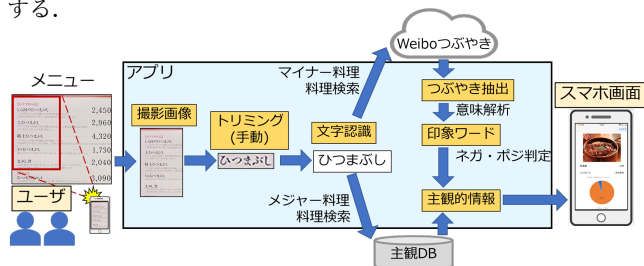 する.
Weiboつぶやき
メニュー
アプリ
マイナー料理
料理検索
つぶやき抽出
スマホ画面
撮影画像
トリミング
(手動)
文字認識
意味解析
印象ワード
2,450
2,960
4,320
1,730
2,040
3,090
ひつまぶし
ひつまぶし
ネガ・ポジ判定
ユーザ
メジャー料理
料理検索
主観的情報
主観DB